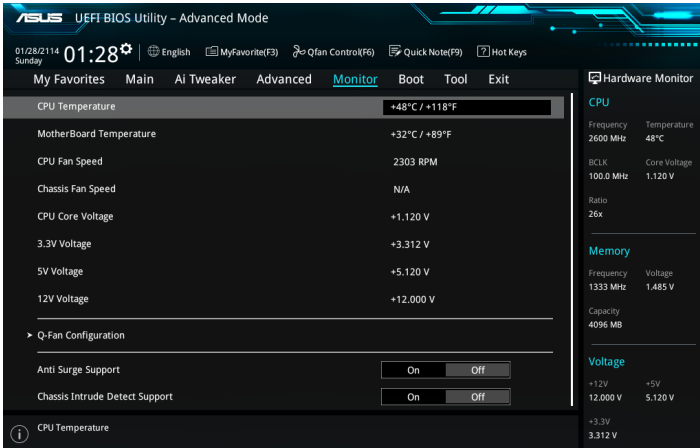 ASUS UEFI BIOS Utility – Advanced Mode
01/28/2114
Sunday
01:28
English
MyFavorite(F3)
Qfan Control(F6)
Quick Note(F9)
? Hot Keys
My Favorites Main Ai Tweaker Advanced Monitor Boot Tool Exit
CPU Temperature +48°C / +118°F
MotherBoard Temperature +32°C / +89°F
CPU Fan Speed 2303 RPM
Chassis Fan Speed N/A
CPU Core Voltage +1.120 V
3.3V Voltage +3.312 V
5V Voltage +5.120 V
12V Voltage +12.000 V
> Q-Fan Configuration
Anti Surge Support On Off
Chassis Intrude Detect Support On Off
i CPU Temperature
Hardware Monitor
CPU
Frequency Temperature
2600 MHz 48°C
BCLK Core Voltage
100.0 MHz 1.120 V
Ratio
26x
Memory
Frequency Voltage
1333 MHz 1.485 V
Capacity
4096 MB
Voltage
+12V +5V
12.000 V 5.120 V
+3.3V
3.312 V